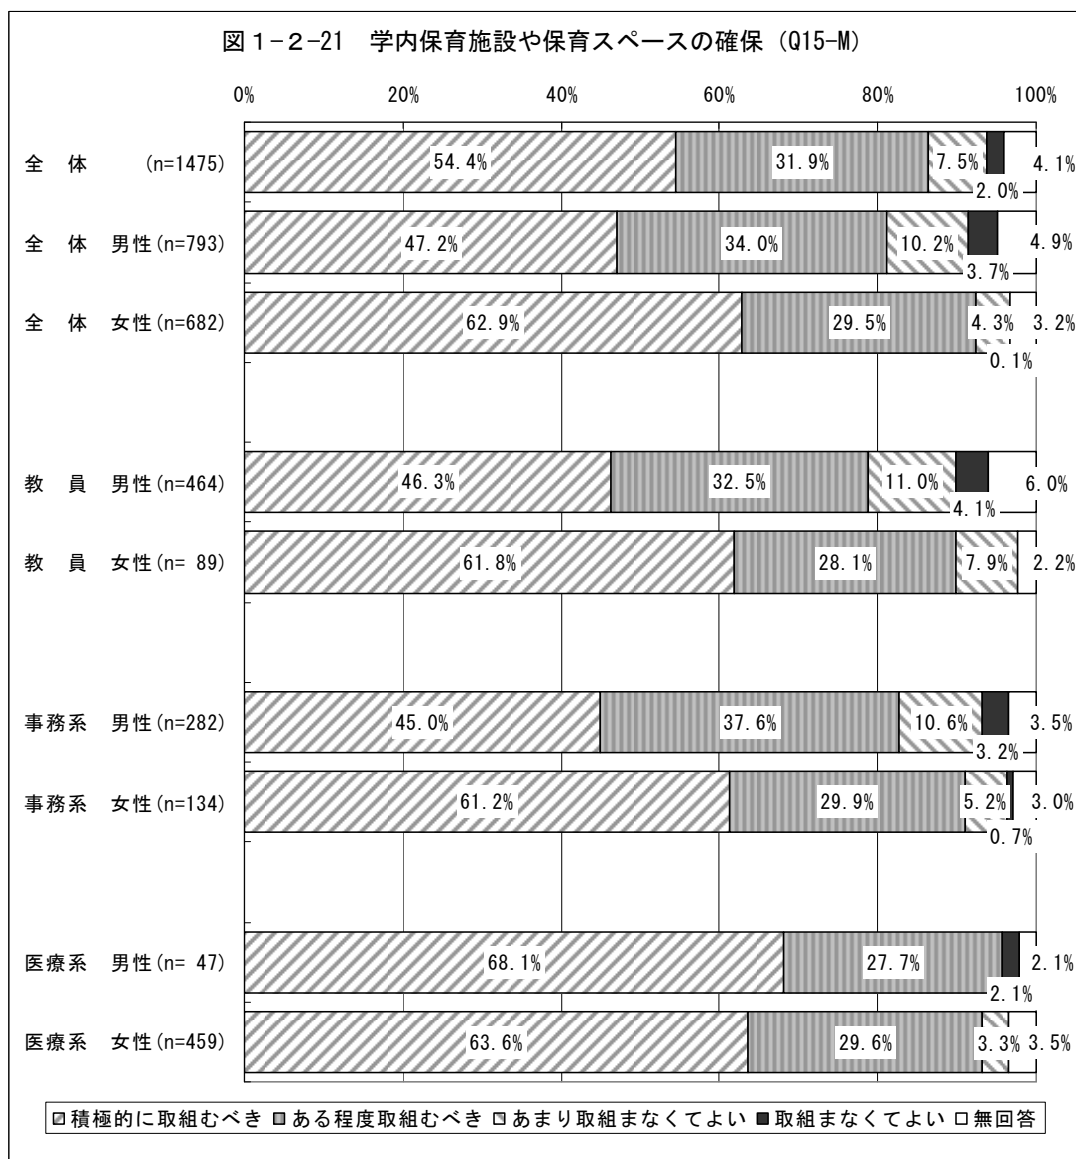 図１-２-21　学内保育施設や保育スペースの確保（Q15-M）
0% 20% 40% 60% 80% 100%
全　体　　(n=1475) 54.4% 31.9% 7.5% 2.0% 4.1%
全　体　男性(n=793) 47.2% 34.0% 10.2% 3.7% 4.9%
全　体　女性(n=682) 62.9% 29.5% 4.3% 0.1% 3.2%
教　員　男性(n=464) 46.3% 32.5% 11.0% 4.1% 6.0%
教　員　女性(n= 89) 61.8% 28.1% 7.9% 2.2%
事務系　男性(n=282) 45.0% 37.6% 10.6% 3.2% 3.5%
事務系　女性(n=134) 61.2% 29.9% 5.2% 0.7% 3.0%
医療系　男性(n= 47) 68.1% 27.7% 2.1% 2.1%
医療系　女性(n=459) 63.6% 29.6% 3.3% 3.5%
積極的に取組むべき ある程度取組むべき あまり取組まなくてよい 取組まなくてよい 無回答